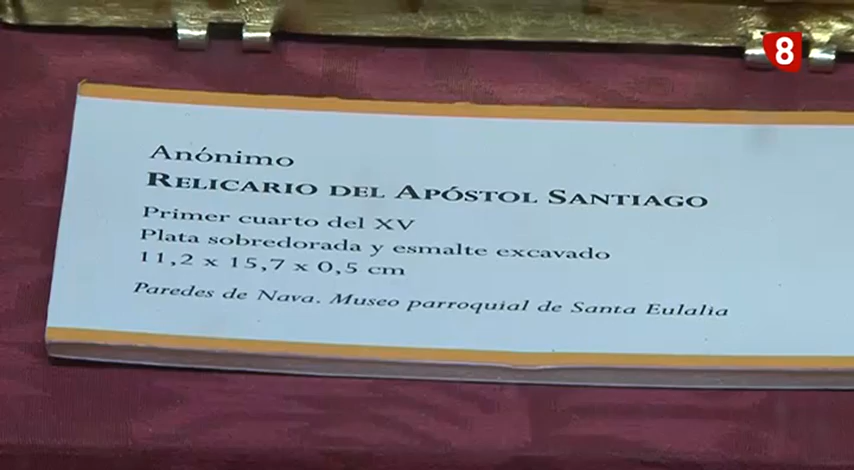 8
Anónimo
RELICARIO DEL APÓSTOL SANTIAGO
Primer cuarto del XV
Plata sobredorada y esmalte excavado
11,2 x 15,7 x 0,5 cm
Paredes de Nava. Museo parroquial de Santa Eulalia